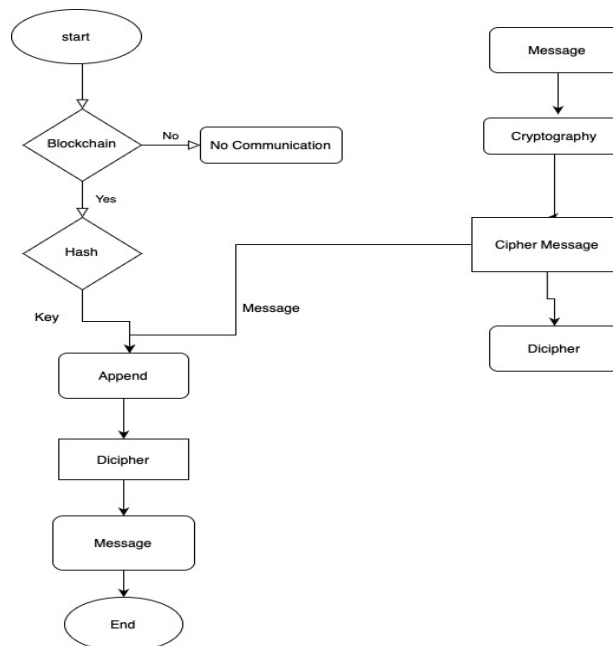 start
Message
Blockchain
No
No Communication
Cryptography
Yes
Hash
Cipher Message
Key
Message
Append
Dicipher
Dicipher
Message
End